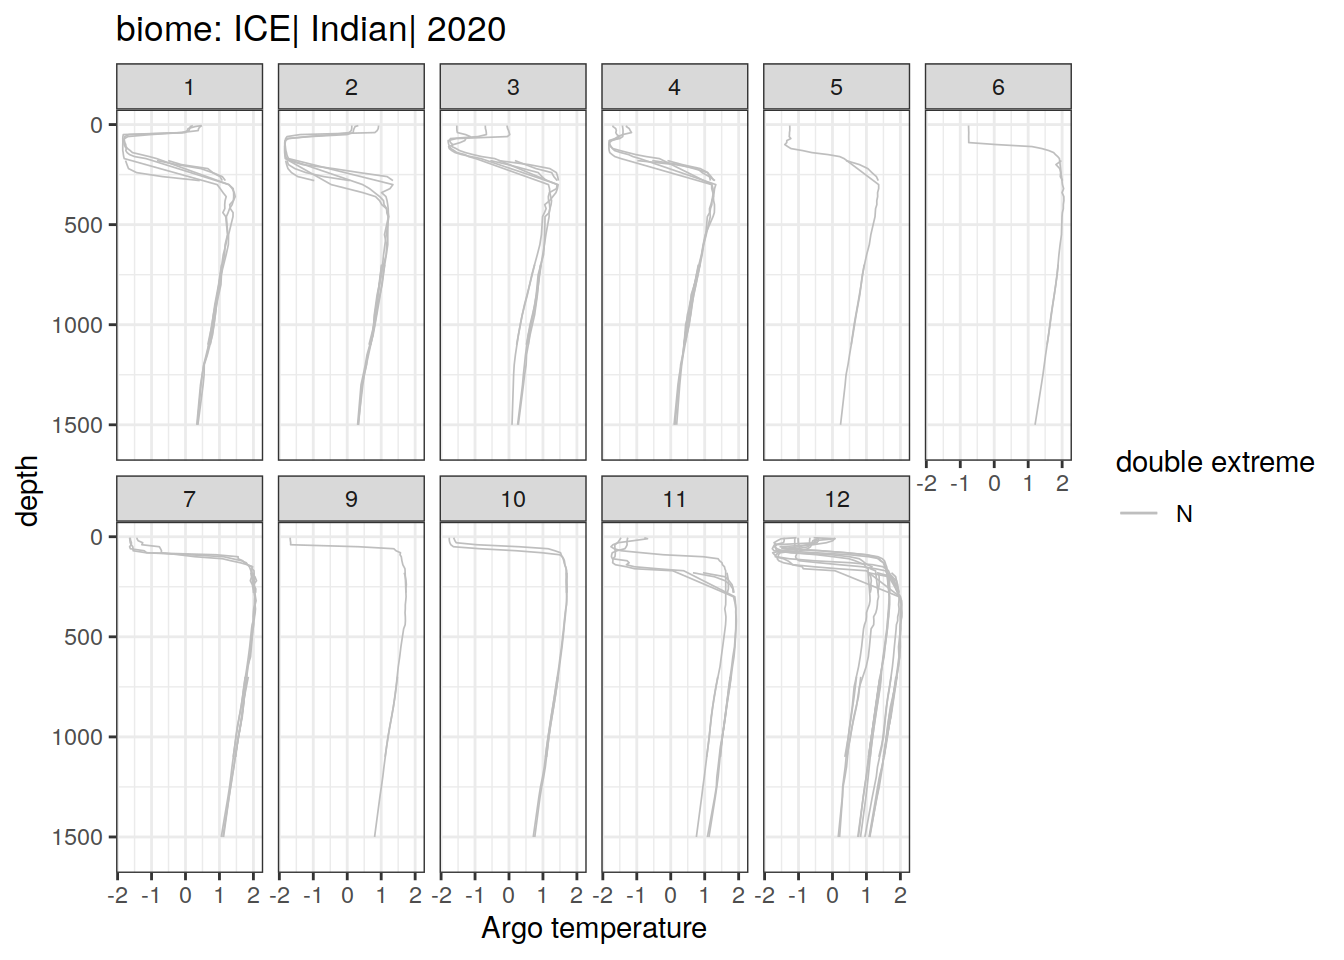 biome: ICE| Indian| 2020
1 2 3 4 5 6
0
500
1000
1500
-2 -1 0 1 2
7 9 10 11 12
0
500
1000
1500
-2 -1 0 1 2 -2 -1 0 1 2 -2 -1 0 1 2 -2 -1 0 1 2 -2 -1 0 1 2
Argo temperature
depth
double extreme
N